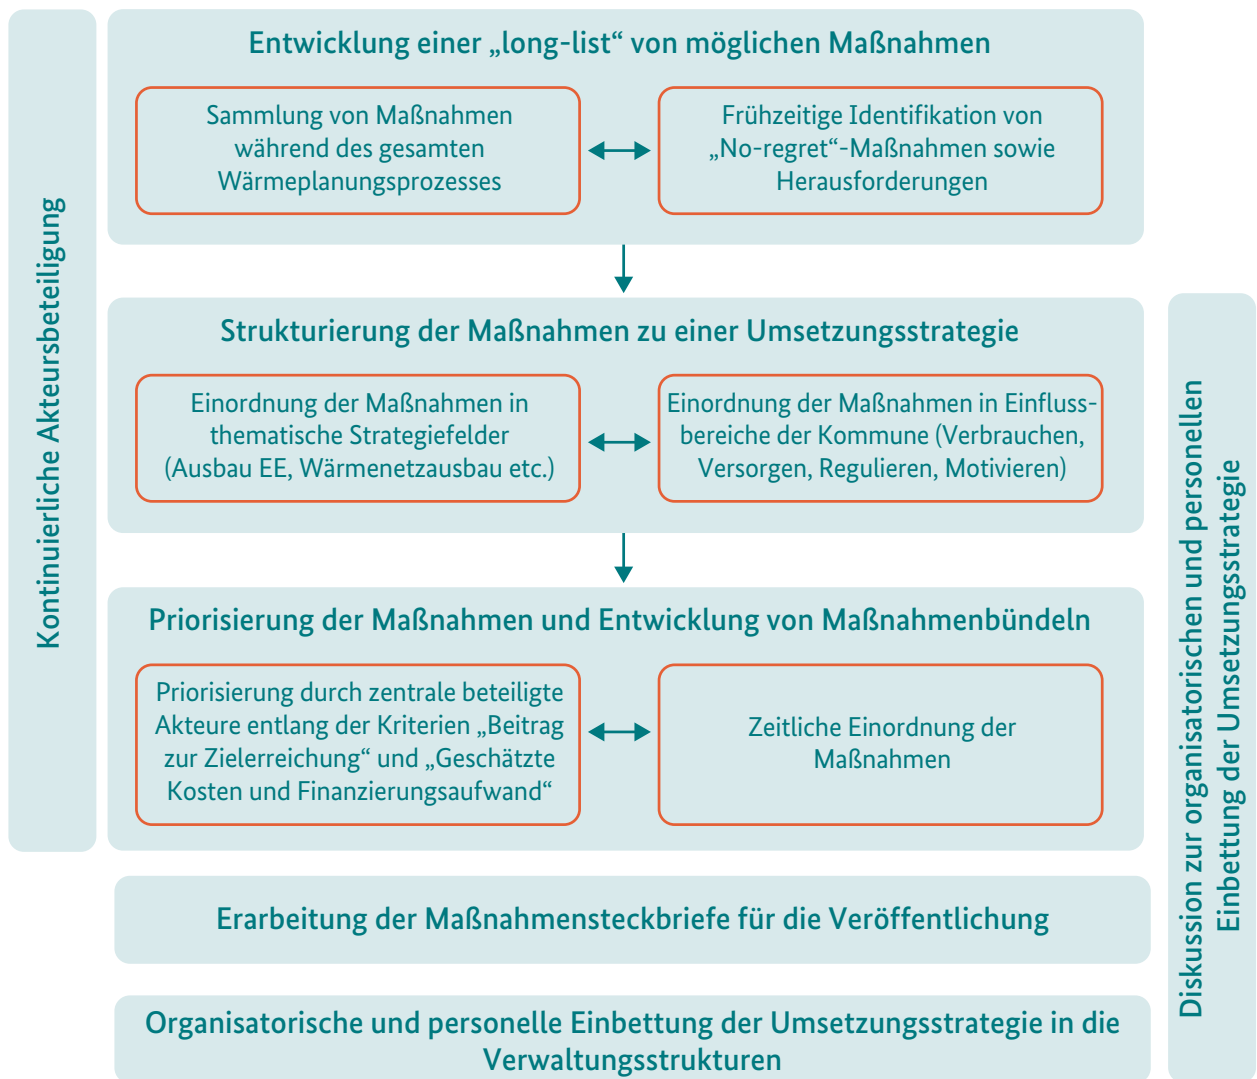 Kontinuierliche Akteursbeteiligung
Entwicklung einer „long-list“ von möglichen Maßnahmen
Sammlung von Maßnahmen
während des gesamten
Wärmeplanungsprozesses
Frühzeitige Identifikation von
„No-regret“-Maßnahmen sowie
Herausforderungen
Strukturierung der Maßnahmen zu einer Umsetzungsstrategie
Einordnung der Maßnahmen in
thematische Strategiefelder
(Ausbau EE, Wärmenetzausbau etc.)
Einordnung der Maßnahmen in Einfluss-
bereiche der Kommune (Verbrauchen,
Versorgen, Regulieren, Motivieren)
Priorisierung der Maßnahmen und Entwicklung von Maßnahmenbündeln
Priorisierung durch zentrale beteiligte
Akteure entlang der Kriterien „Beitrag
zur Zielerreichung“ und „Geschätzte
Kosten und Finanzierungsaufwand“
Zeitliche Einordnung der
Maßnahmen
Erarbeitung der Maßnahmensteckbriefe für die Veröffentlichung
Organisatorische und personelle Einbettung der Umsetzungsstrategie in die
Verwaltungsstrukturen
Diskussion zur organisatorischen und personellen
Einbettung der Umsetzungsstrategie